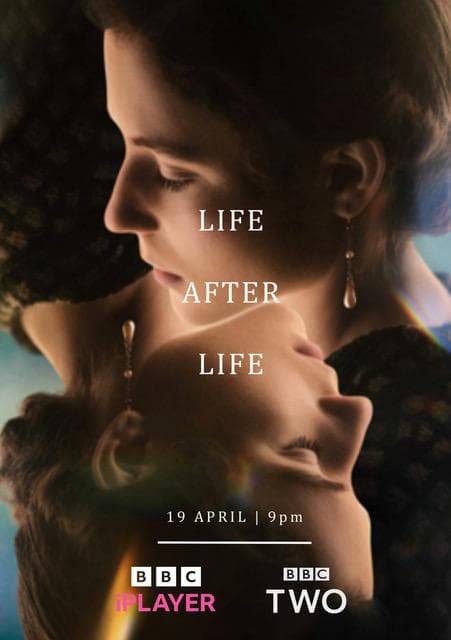 LIFE
AFTER
LIFE
19 APRIL | 9pm
BBC BBC
iPLAYER TWO